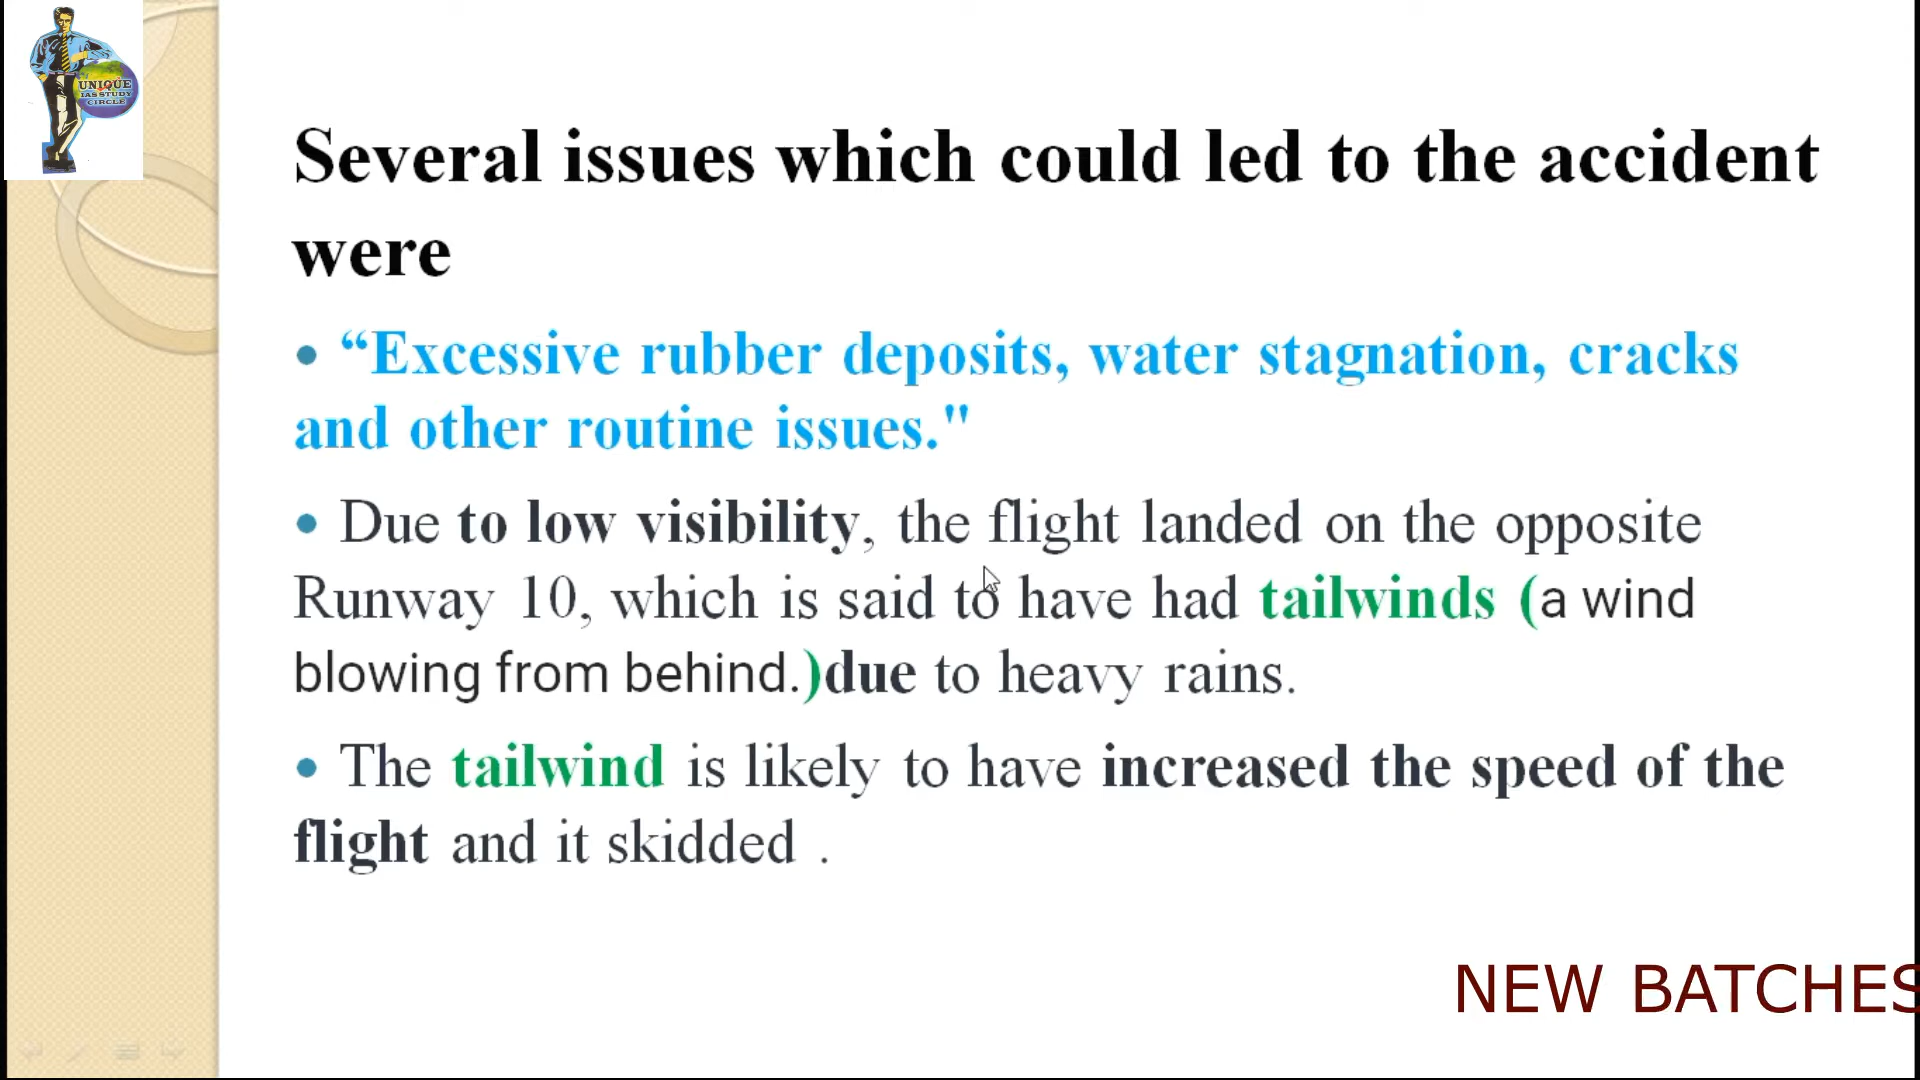 UNIQUE
IAS STUDY
CIRCLE
Several issues which could led to the accident
were
• “Excessive rubber deposits, water stagnation, cracks
and other routine issues."
• Due to low visibility, the flight landed on the opposite
Runway 10, which is said to have had tailwinds (a wind
blowing from behind.)due to heavy rains.
• The tailwind is likely to have increased the speed of the
flight and it skidded .
NEW BATCHES